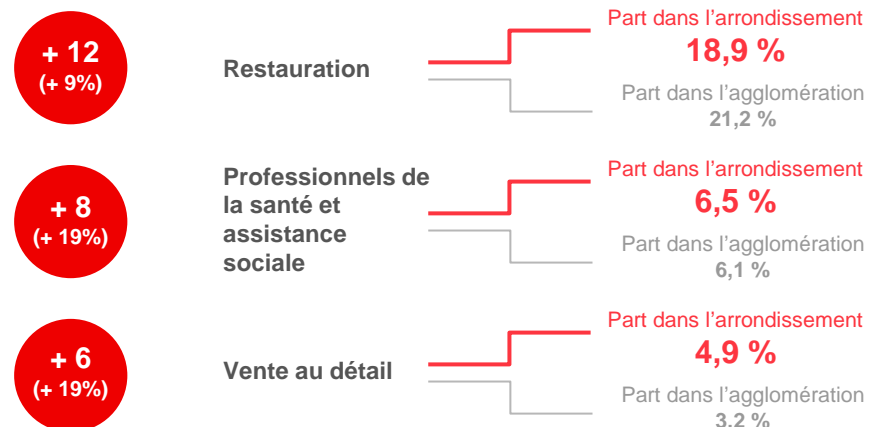 + 12
(+ 9%)
Restauration
Part dans l'arrondissement
18,9 %
Part dans l'agglomération
21,2 %
+ 8
(+ 19%)
Professionnels de
la santé et
assistance
sociale
Part dans l'arrondissement
6,5 %
Part dans l'agglomération
6,1 %
+ 6
(+ 19%)
Vente au détail
Part dans l'arrondissement
4,9 %
Part dans l'agglomération
3,2 %